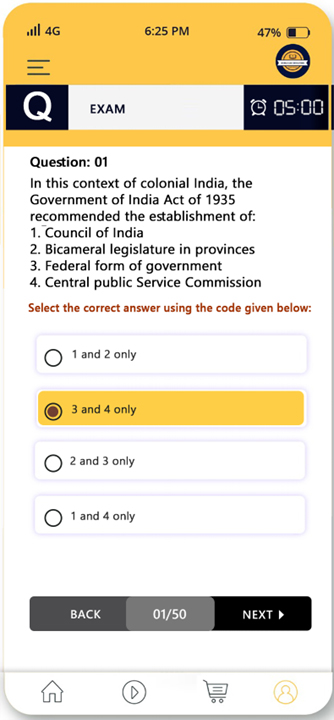 4G
6:25 PM
47%
Q
EXAM
05:00
Question: 01
In this context of colonial India, the
Government of India Act of 1935
recommended the establishment of:
1. Council of India
2. Bicameral legislature in provinces
3. Federal form of government
4. Central public Service Commission
Select the correct answer using the code given below:
1 and 2 only
3 and 4 only
2 and 3 only
1 and 4 only
BACK
01/50
NEXT